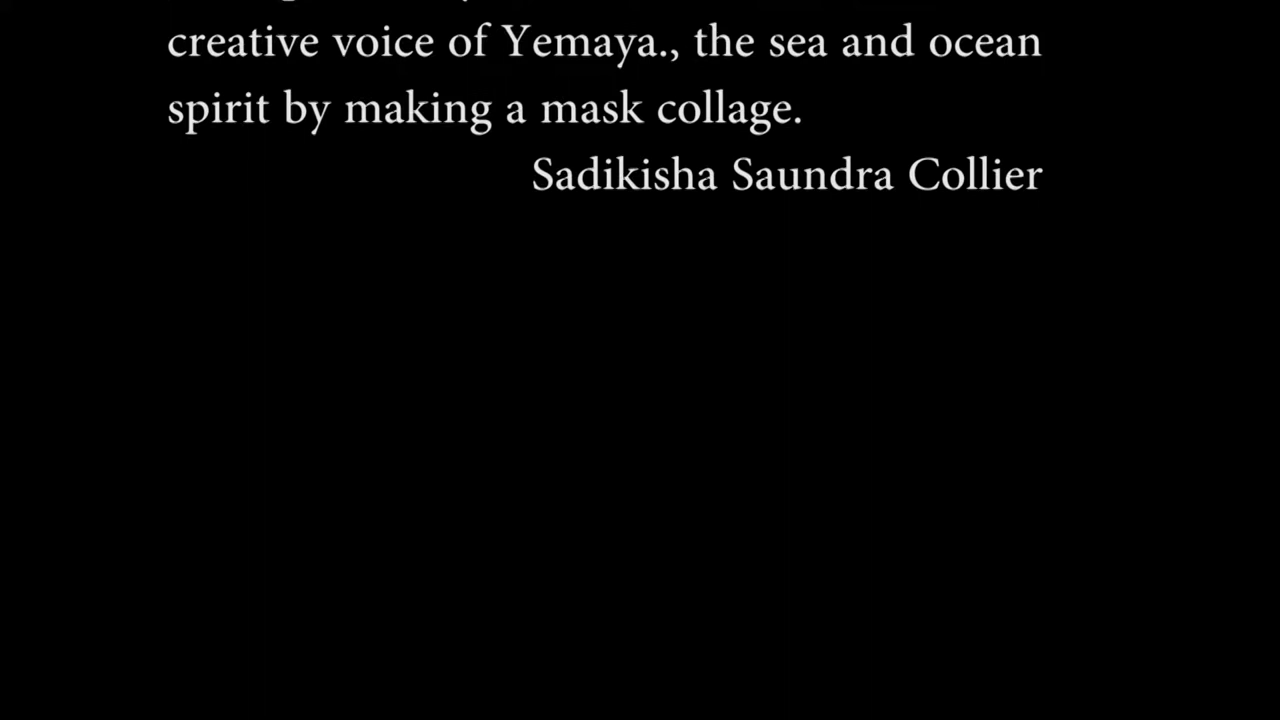 creative voice of Yemaya., the sea and ocean
spirit by making a mask collage.
Sadikisha Saundra Collier